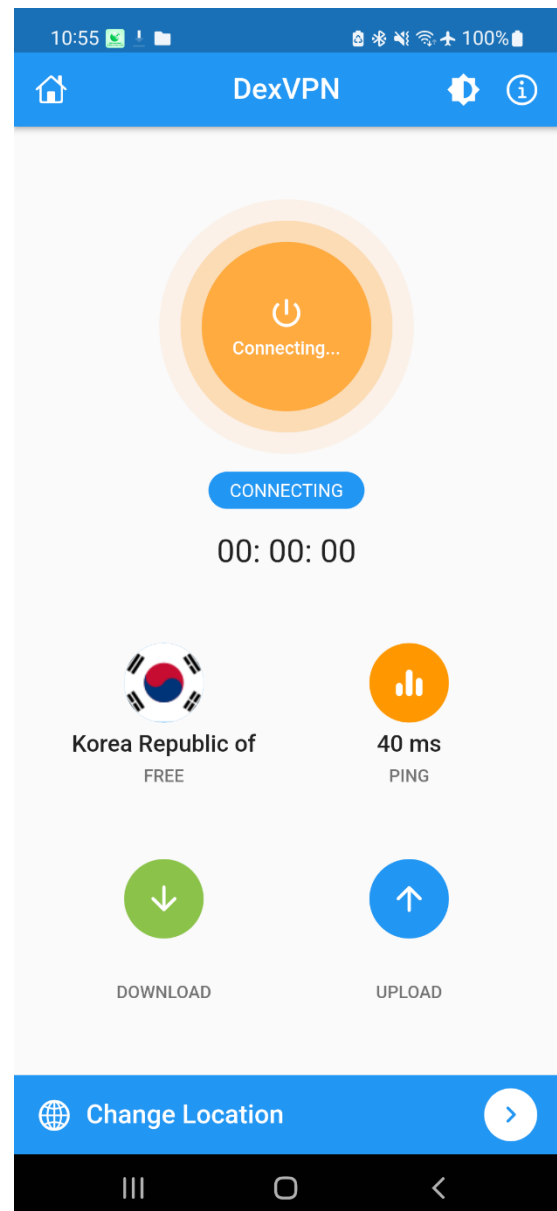 10:55 100%
DexVPN
Connecting...
CONNECTING
00: 00: 00
Korea Republic of
FREE
40 ms
PING
DOWNLOAD
UPLOAD
Change Location